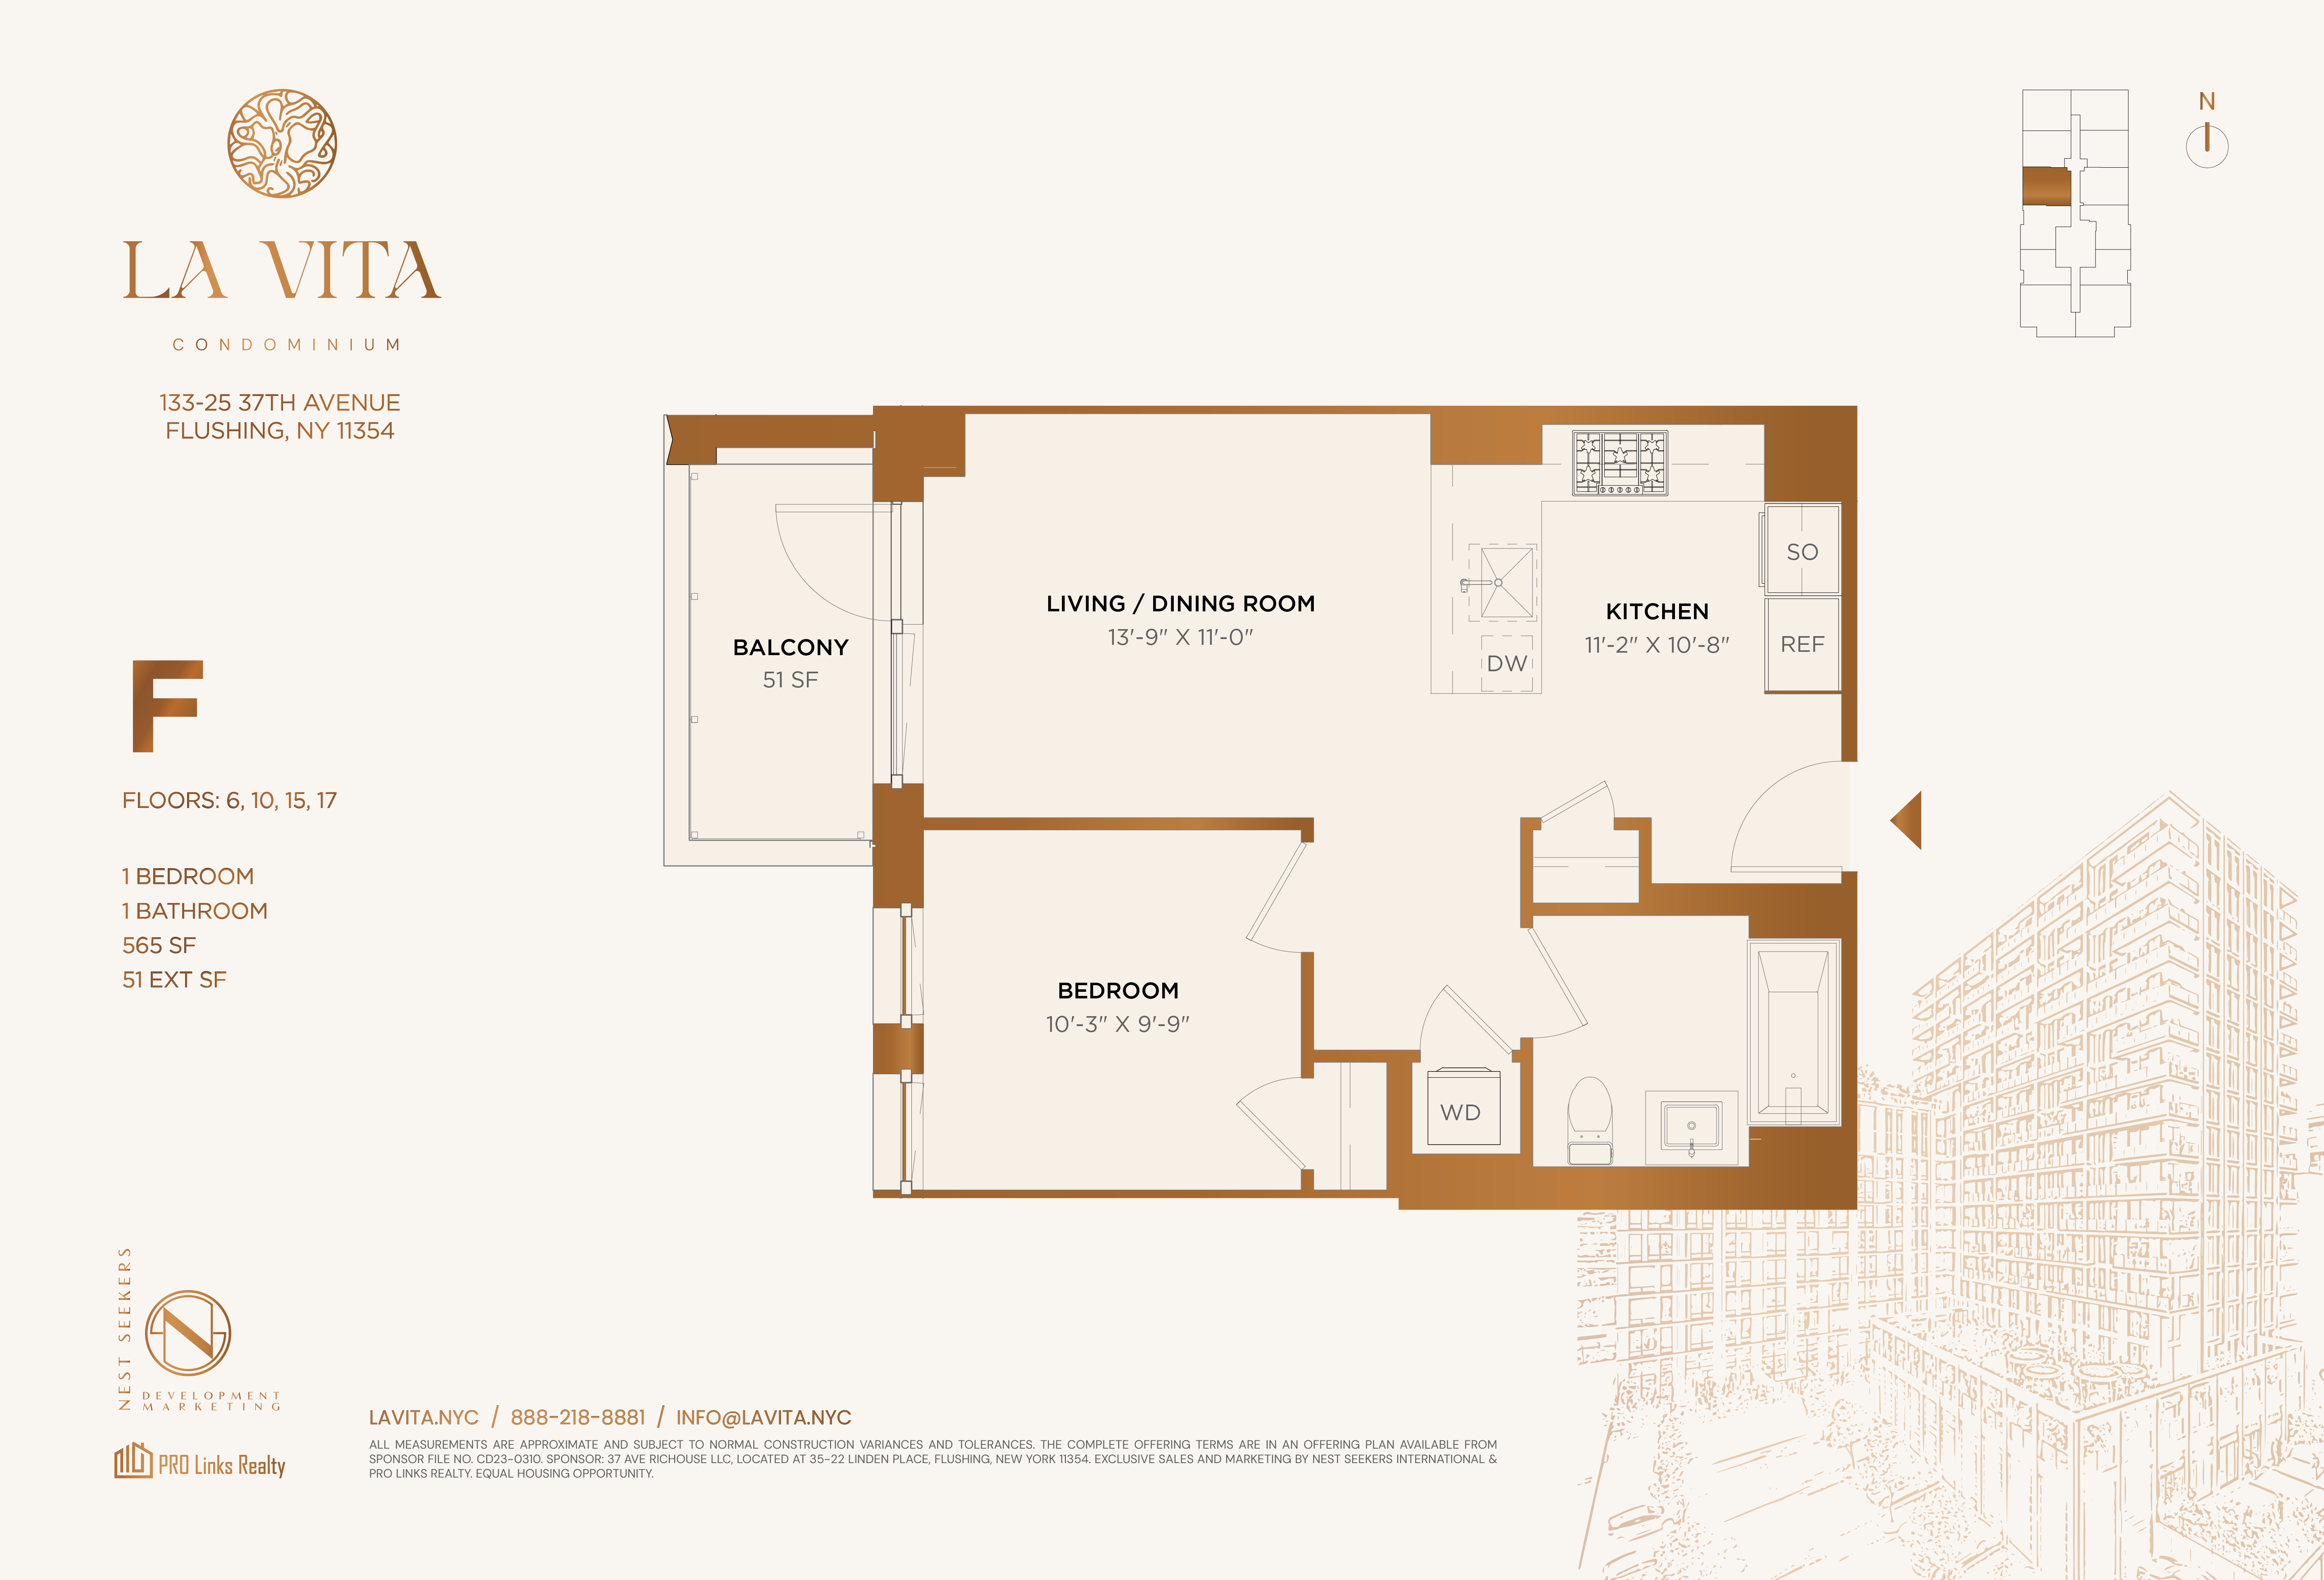 LA VITA
CONDOMINIUM
133-25 37TH AVENUE
FLUSHING, NY 11354
N
F
FLOORS: 6, 10, 15, 17
1 BEDROOM
1 BATHROOM
565 SF
51 EXT SF
BALCONY
51 SF
LIVING / DINING ROOM
13'-9" X 11'-0"
KITCHEN
11'-2" X 10'-8"
SO
REF
DW
BEDROOM
10'-3" X 9'-9"
WD
NEST SEEKERS
DEVELOPMENT
MARKETING
PRO Links Realty
LAVITA.NYC / 888-218-8881 / INFO@LAVITA.NYC
ALL MEASUREMENTS ARE APPROXIMATE AND SUBJECT TO NORMAL CONSTRUCTION VARIANCES AND TOLERANCES. THE COMPLETE OFFERING TERMS ARE IN AN OFFERING PLAN AVAILABLE FROM
SPONSOR FILE NO. CD23-0310. SPONSOR: 37 AVE RICHOUSE LLC, LOCATED AT 35-22 LINDEN PLACE, FLUSHING, NEW YORK 11354. EXCLUSIVE SALES AND MARKETING BY NEST SEEKERS INTERNATIONAL &
PRO LINKS REALTY. EQUAL HOUSING OPPORTUNITY.